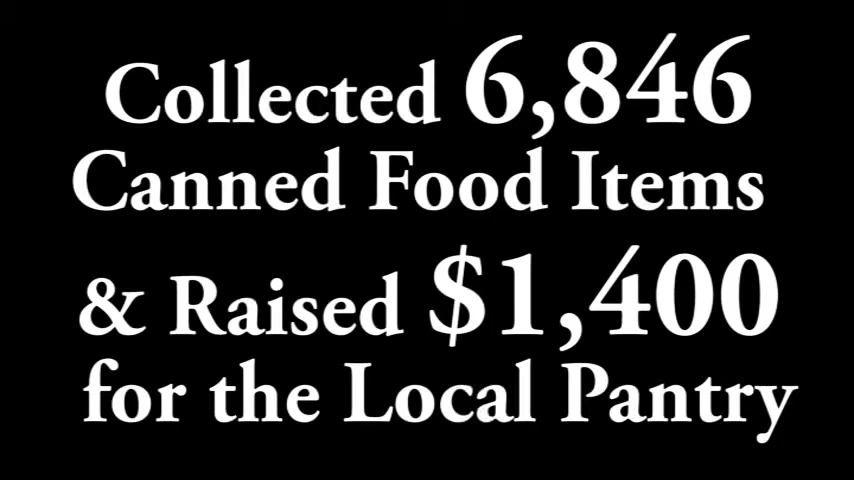 Collected 6,846
Canned Food Items
& Raised $1,400
for the Local Pantry